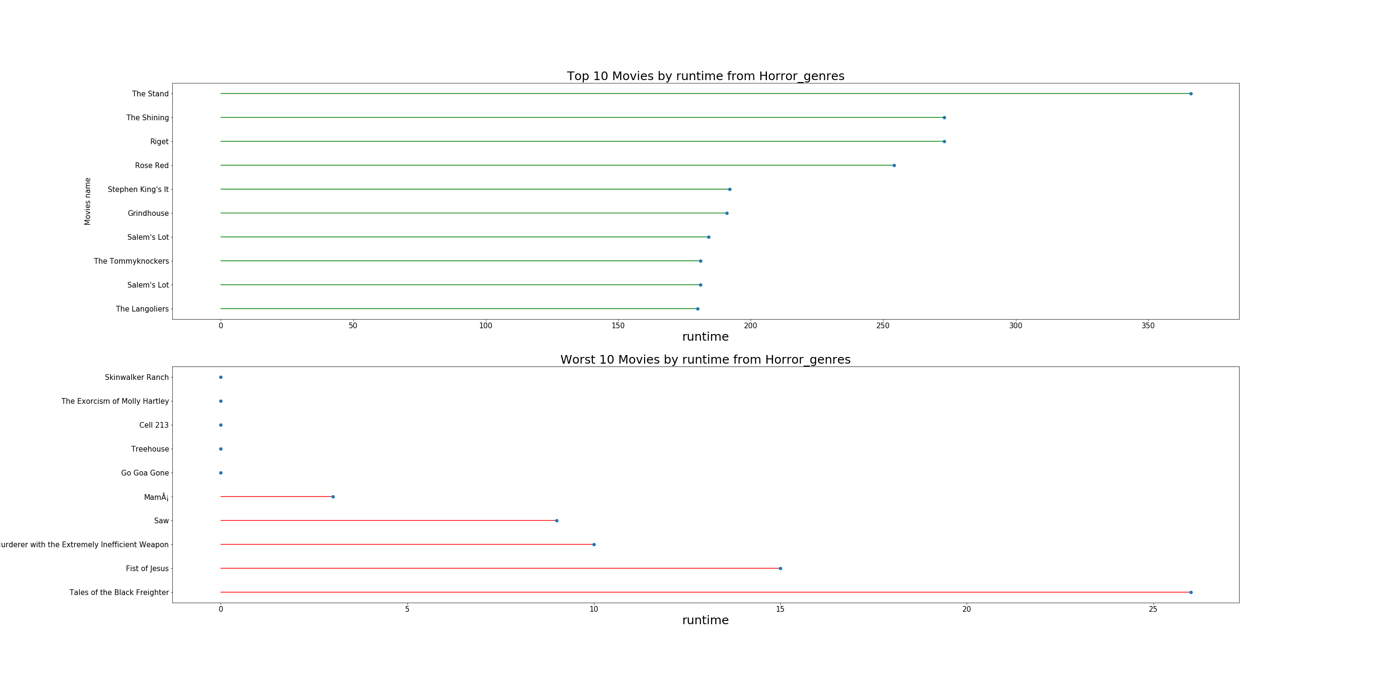 Top 10 Movies by runtime from Horror_genres
Movies name
The Stand
The Shining
Riget
Rose Red
Stephen King's It
Grindhouse
Salem's Lot
The Tommyknockers
Salem's Lot
The Langoliers
0 50 100 150 200 250 300 350
runtime
Worst 10 Movies by runtime from Horror_genres
Skinwalker Ranch
The Exorcism of Molly Hartley
Cell 213
Treehouse
Go Goa Gone
MamÃ¡
Saw
with the Extremely Inefficient Weapon
Fist of Jesus
Tales of the Black Freighter
0 5 10 15 20 25
runtime